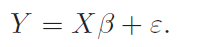 Y = Xβ + ε.